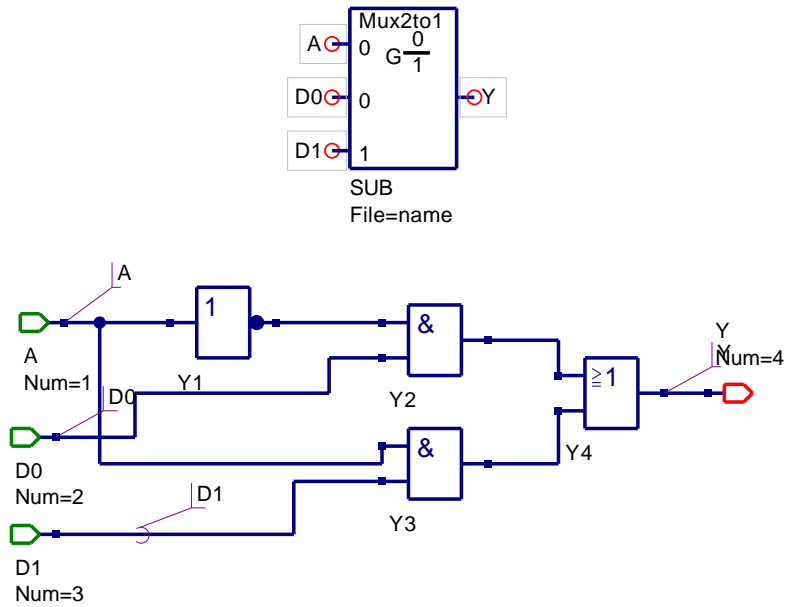 Mux2to1
A
0
G 0
1
D0
0
Y
D1
1
SUB
File=name
A
1
A
Num=1
&
Y
Y
Num=4
Y1
D0
Y2
≧1
D0
Num=2
&
Y4
D1
Y3
D1
Num=3